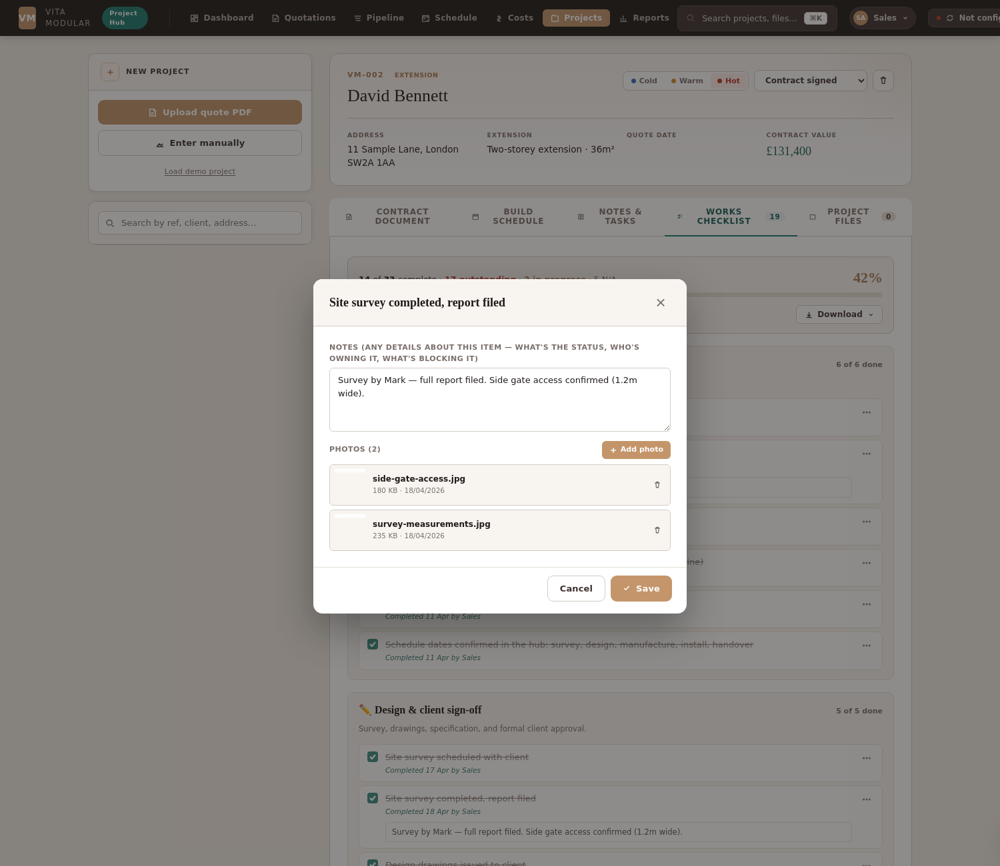 VM
VITA
MODULAR
Project
Hub
Dashboard
Quotations
Pipeline
Schedule
Costs
Projects
Reports
Search projects, files...
⌘K
SA
Sales
Not config
NEW PROJECT
Upload quote PDF
Enter manually
Load demo project
Search by ref, client, address...
VM-002 EXTENSION
David Bennett
Cold
Warm
Hot
Contract signed
ADDRESS
11 Sample Lane, London
SW2A 1AA
EXTENSION
Two-storey extension · 36m²
QUOTE DATE
CONTRACT VALUE
£131,400
CONTRACT
DOCUMENT
BUILD
SCHEDULE
NOTES &
TASKS
WORKS
CHECKLIST
19
PROJECT
FILES
0
14 of 33 complete · 17 outstanding · 2 in progress · 5 N/A
42%
Download
6 of 6 done
Site survey completed, report filed
NOTES (ANY DETAILS ABOUT THIS ITEM — WHAT'S THE STATUS, WHO'S
OWNING IT, WHAT'S BLOCKING IT)
Survey by Mark — full report filed. Side gate access confirmed (1.2m
wide).
PHOTOS (2)
+ Add photo
side-gate-access.jpg
180 KB · 18/04/2026
survey-measurements.jpg
235 KB · 18/04/2026
Cancel
Save
Completed 11 Apr by Sales
Schedule dates confirmed in the hub: survey, design, manufacture, install, handover
Completed 11 Apr by Sales
✏️ Design & client sign-off
5 of 5 done
Survey, drawings, specification, and formal client approval.
Site survey scheduled with client
Completed 17 Apr by Sales
Site survey completed, report filed
Completed 18 Apr by Sales
Survey by Mark — full report filed. Side gate access confirmed (1.2m wide).
Design drawings issued to client